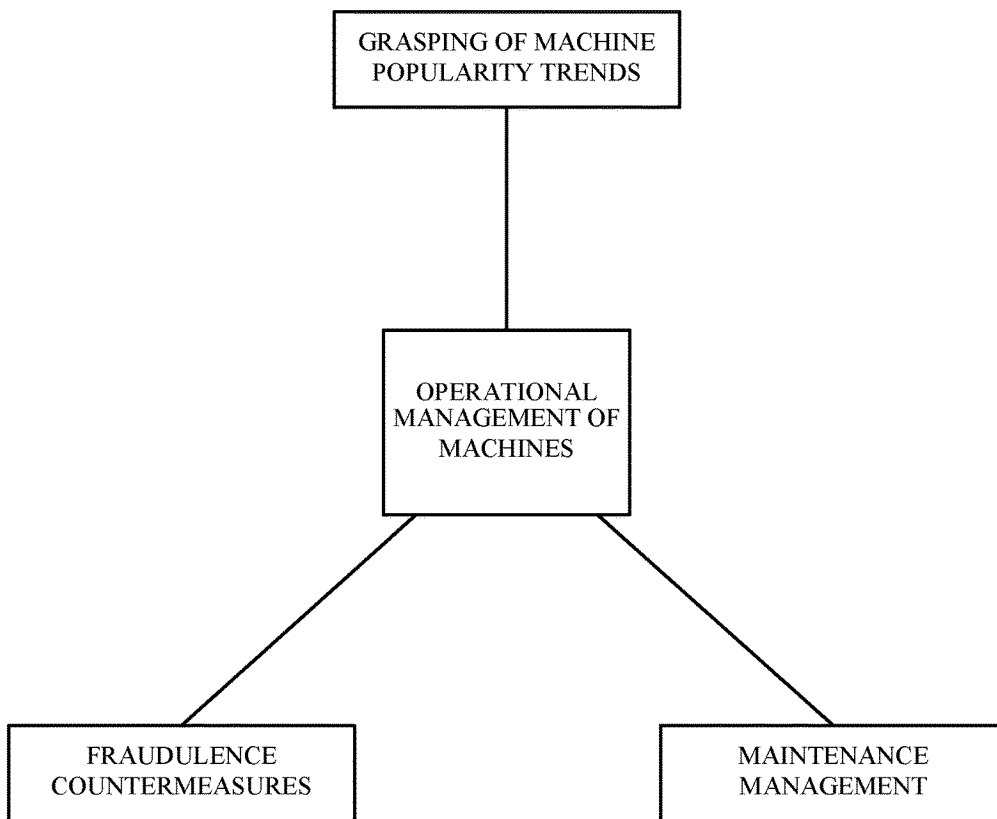 GRASPING OF MACHINE
POPULARITY TRENDS
OPERATIONAL
MANAGEMENT OF
MACHINES
FRAUDULENCE
COUNTERMEASURES
MAINTENANCE
MANAGEMENT